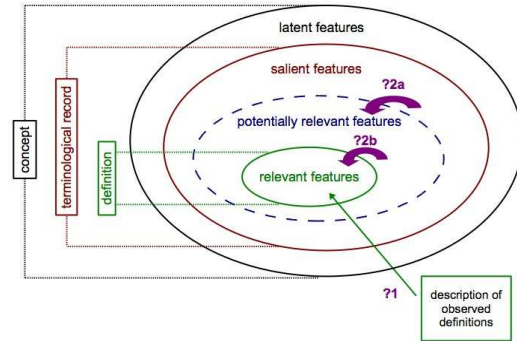 latent features
salient features
?2a
potentially relevant features
?2b
relevant features
concept
terminological record
definition
?1
description of
observed
definitions